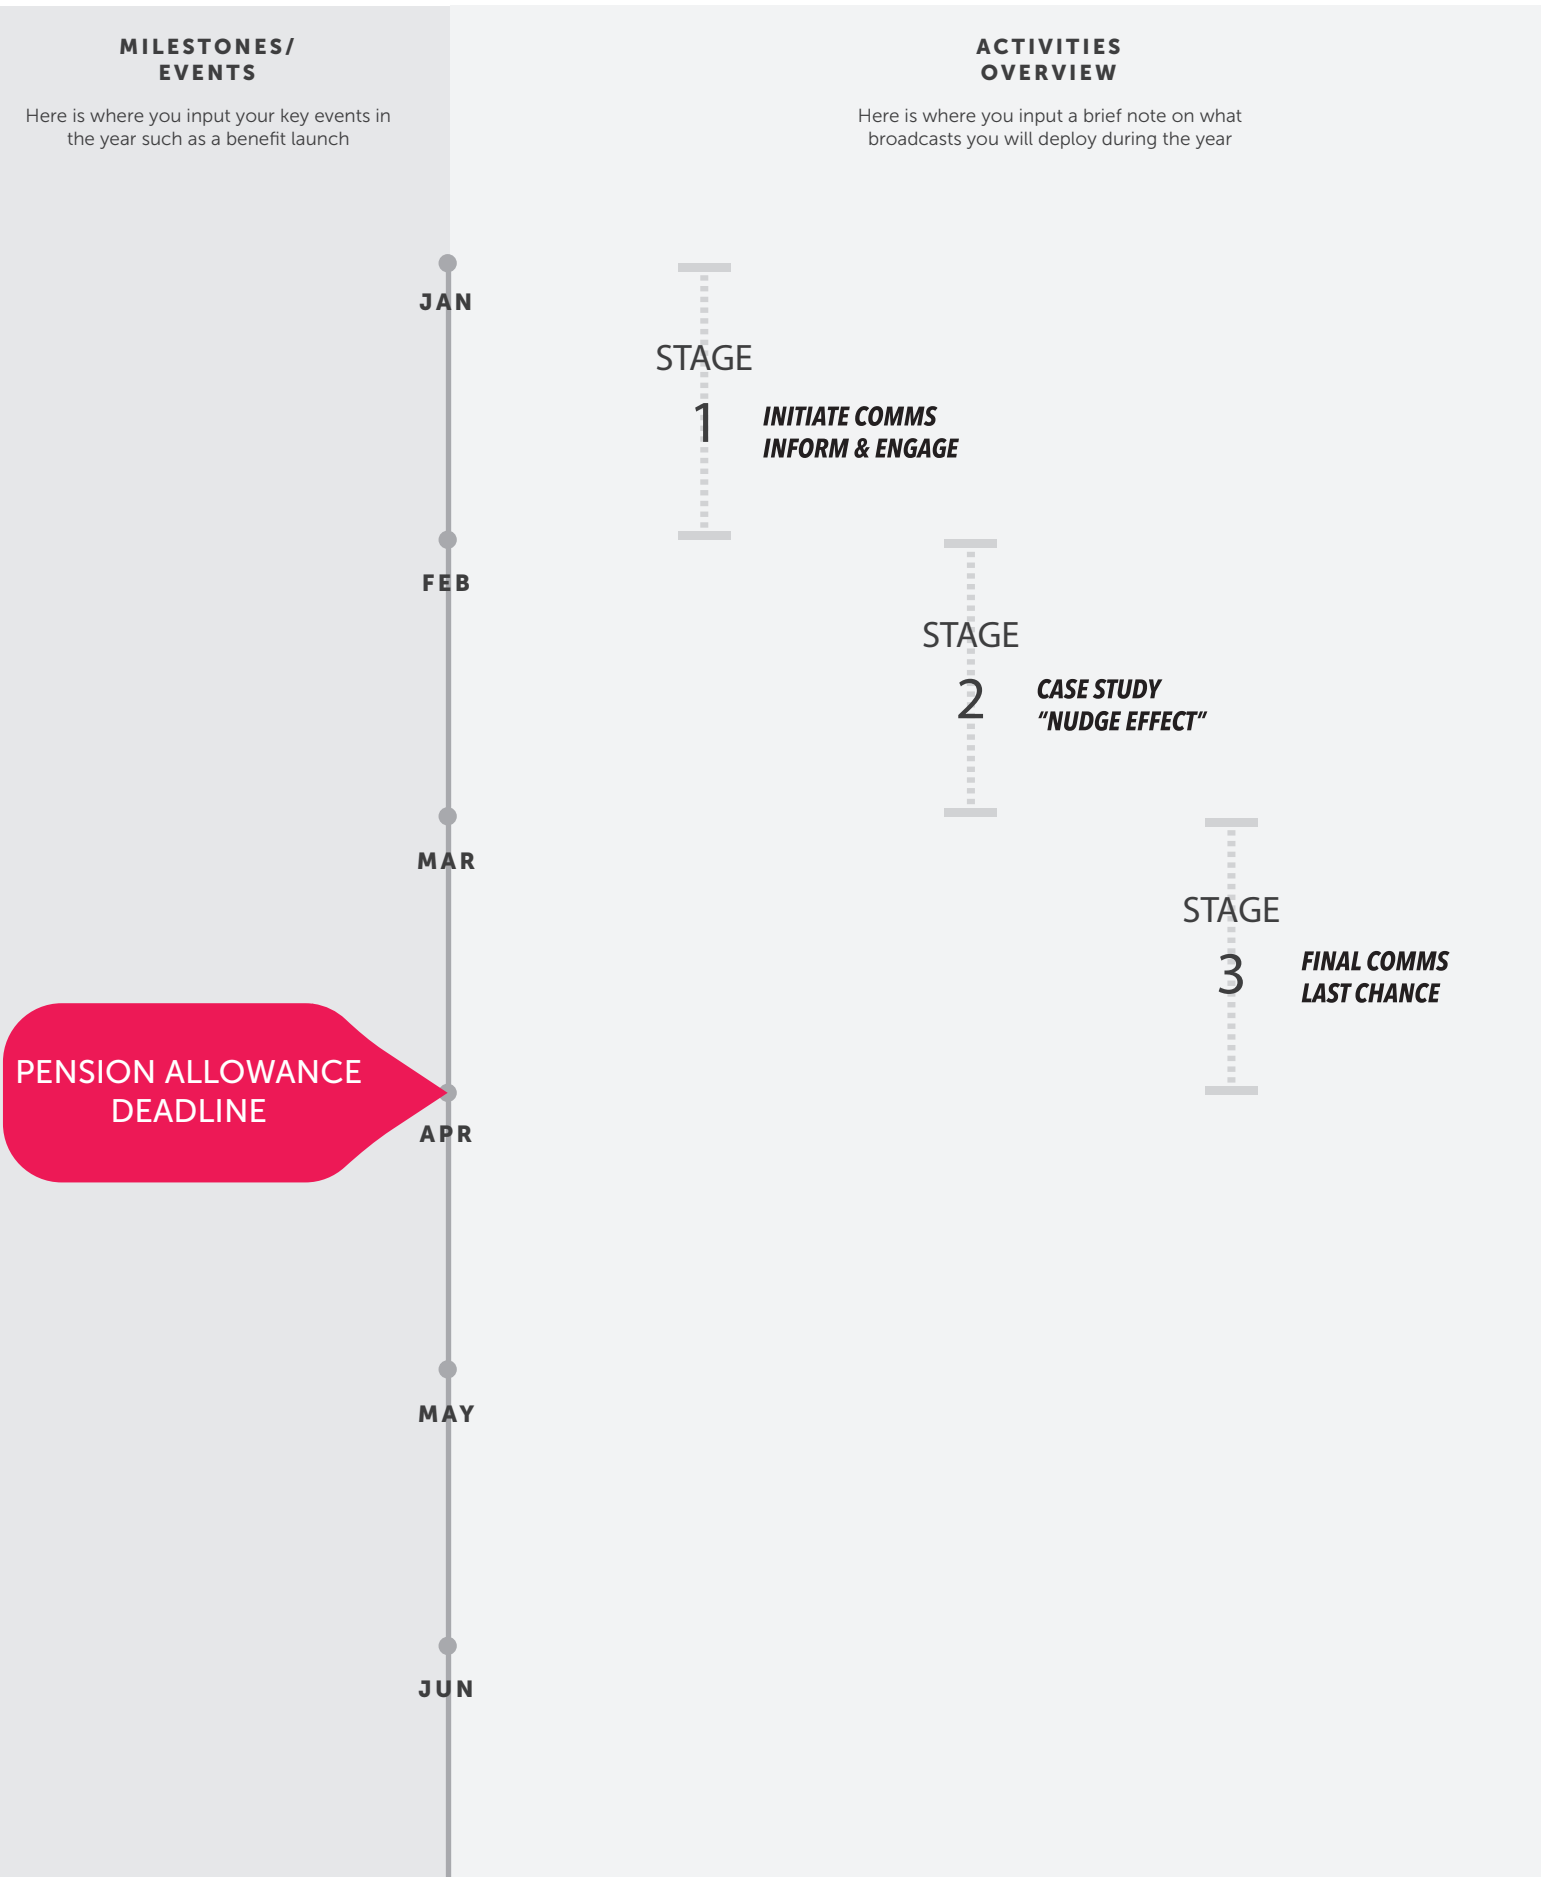 MILESTONES/
EVENTS
Here is where you input your key events in
the year such as a benefit launch
ACTIVITIES
OVERVIEW
Here is where you input a brief note on what
broadcasts you will deploy during the year
JAN
STAGE
1
INITIATE COMMS
INFORM & ENGAGE
FEB
STAGE
2
CASE STUDY
“NUDGE EFFECT”
MAR
STAGE
3
FINAL COMMS
LAST CHANCE
PENSION ALLOWANCE
DEADLINE
APR
MAY
JUN